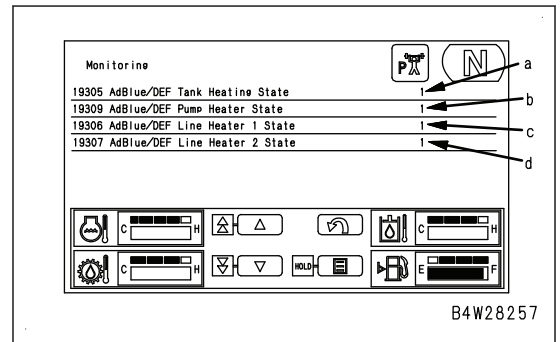 Monitoring
P
N
a
19305 AdBlue/DEF Tank Heating State 1
b
19309 AdBlue/DEF Pump Heater State 1
19306 AdBlue/DEF Line Heater 1 State 1
c
19307 AdBlue/DEF Line Heater 2 State 1
d
C H
C H
C H
HOLD
E F
B4W28257